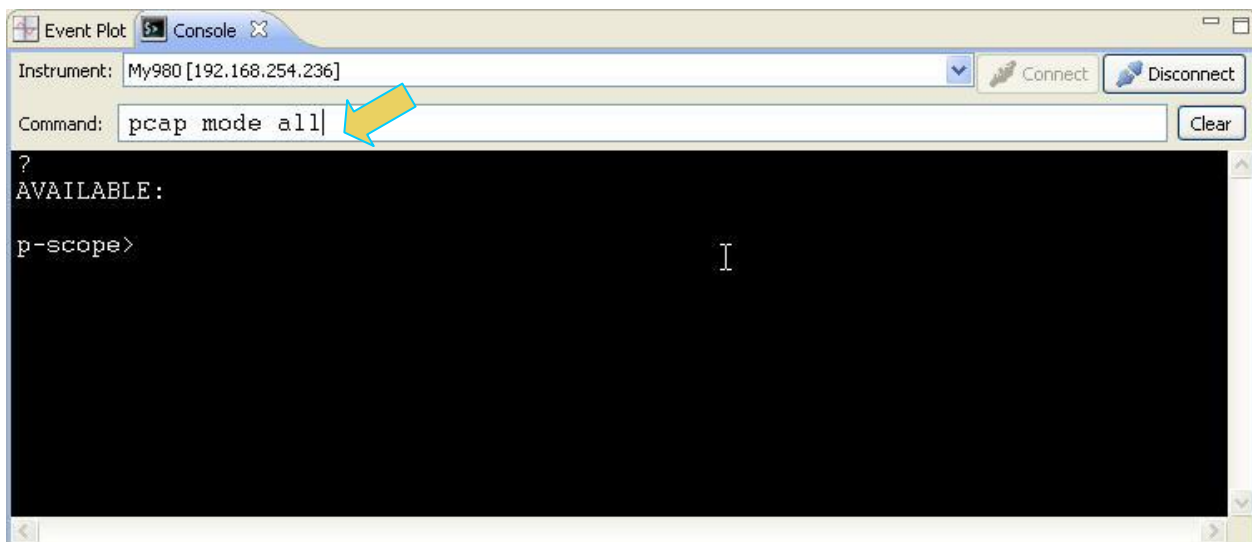 Event Plot Console
Instrument: My980 [192.168.254.236] Connect Disconnect
Command: pcap mode all Clear
?
AVAILABLE:
p-scope>